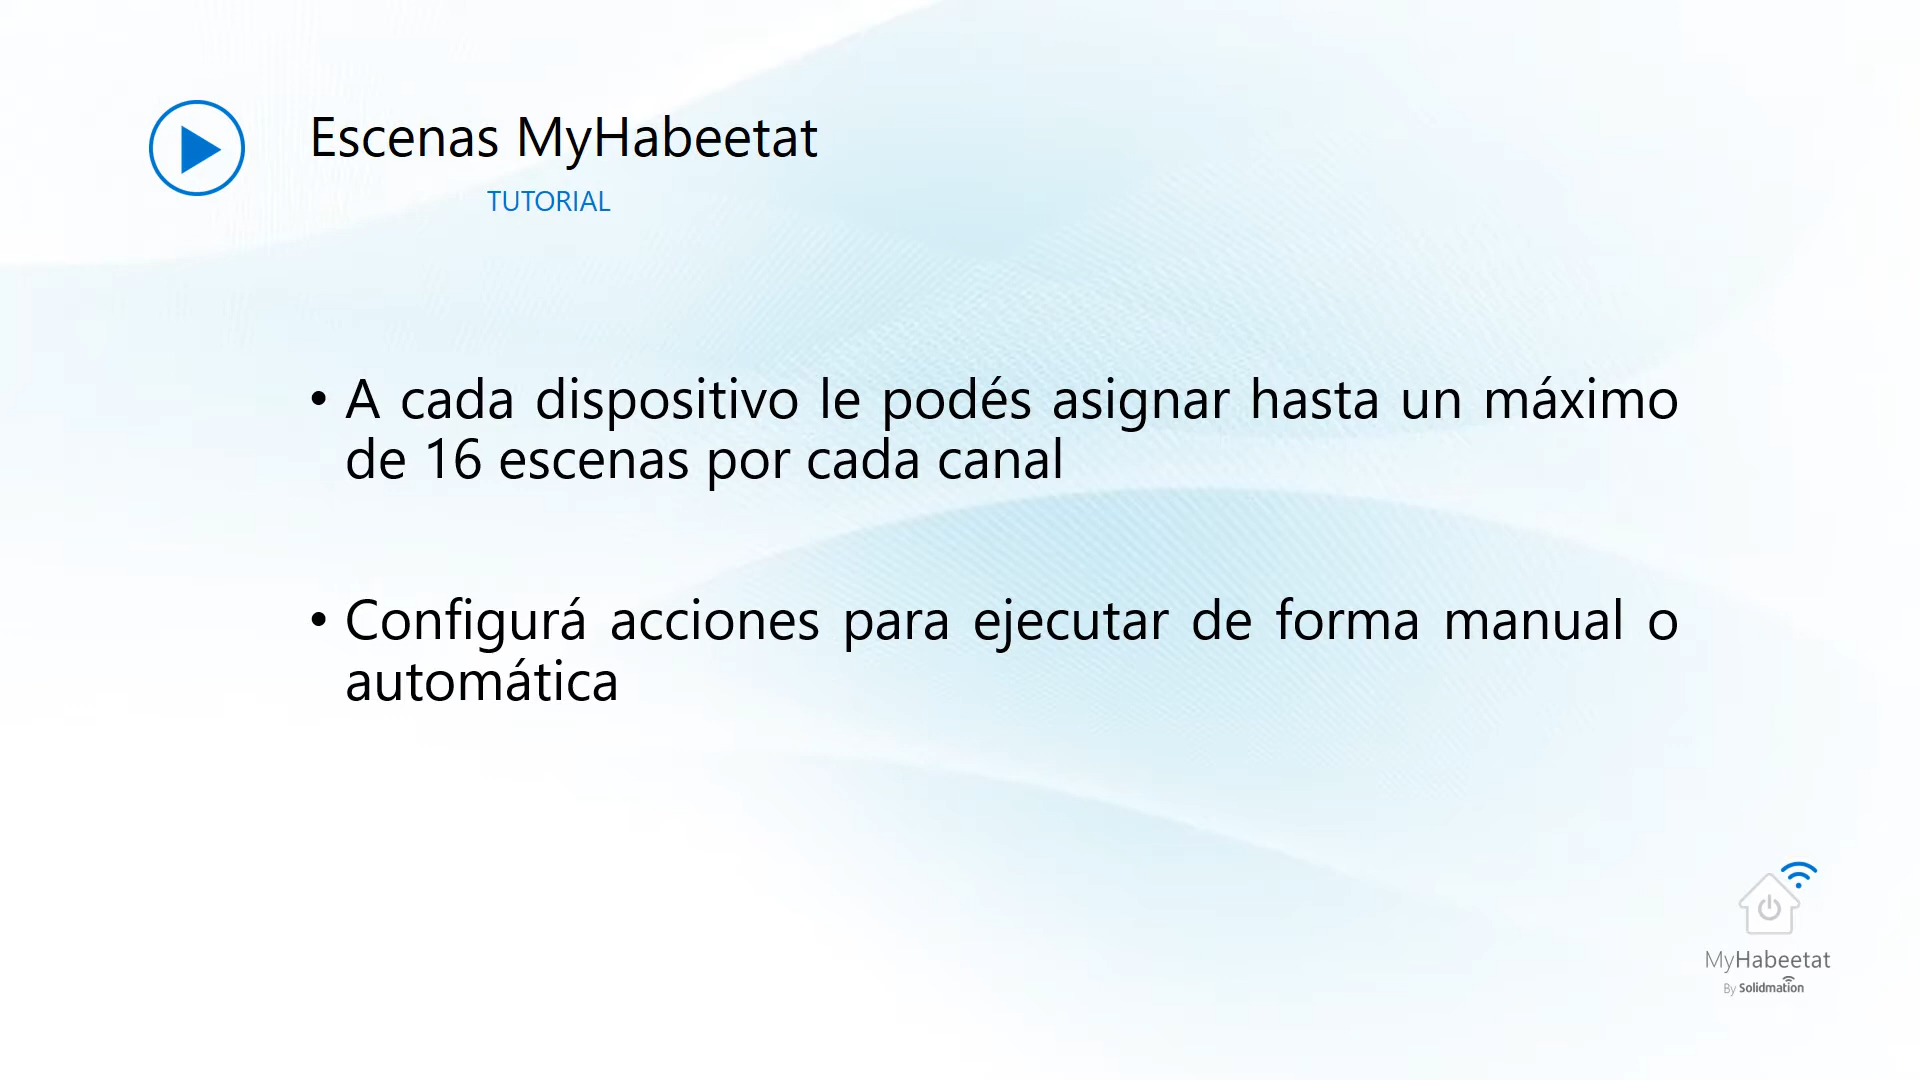 Escenas MyHabeetat
TUTORIAL
• A cada dispositivo le podés asignar hasta un máximo
de 16 escenas por cada canal
• Configurá acciones para ejecutar de forma manual o
automática
MyHabeetat
By Solidmation